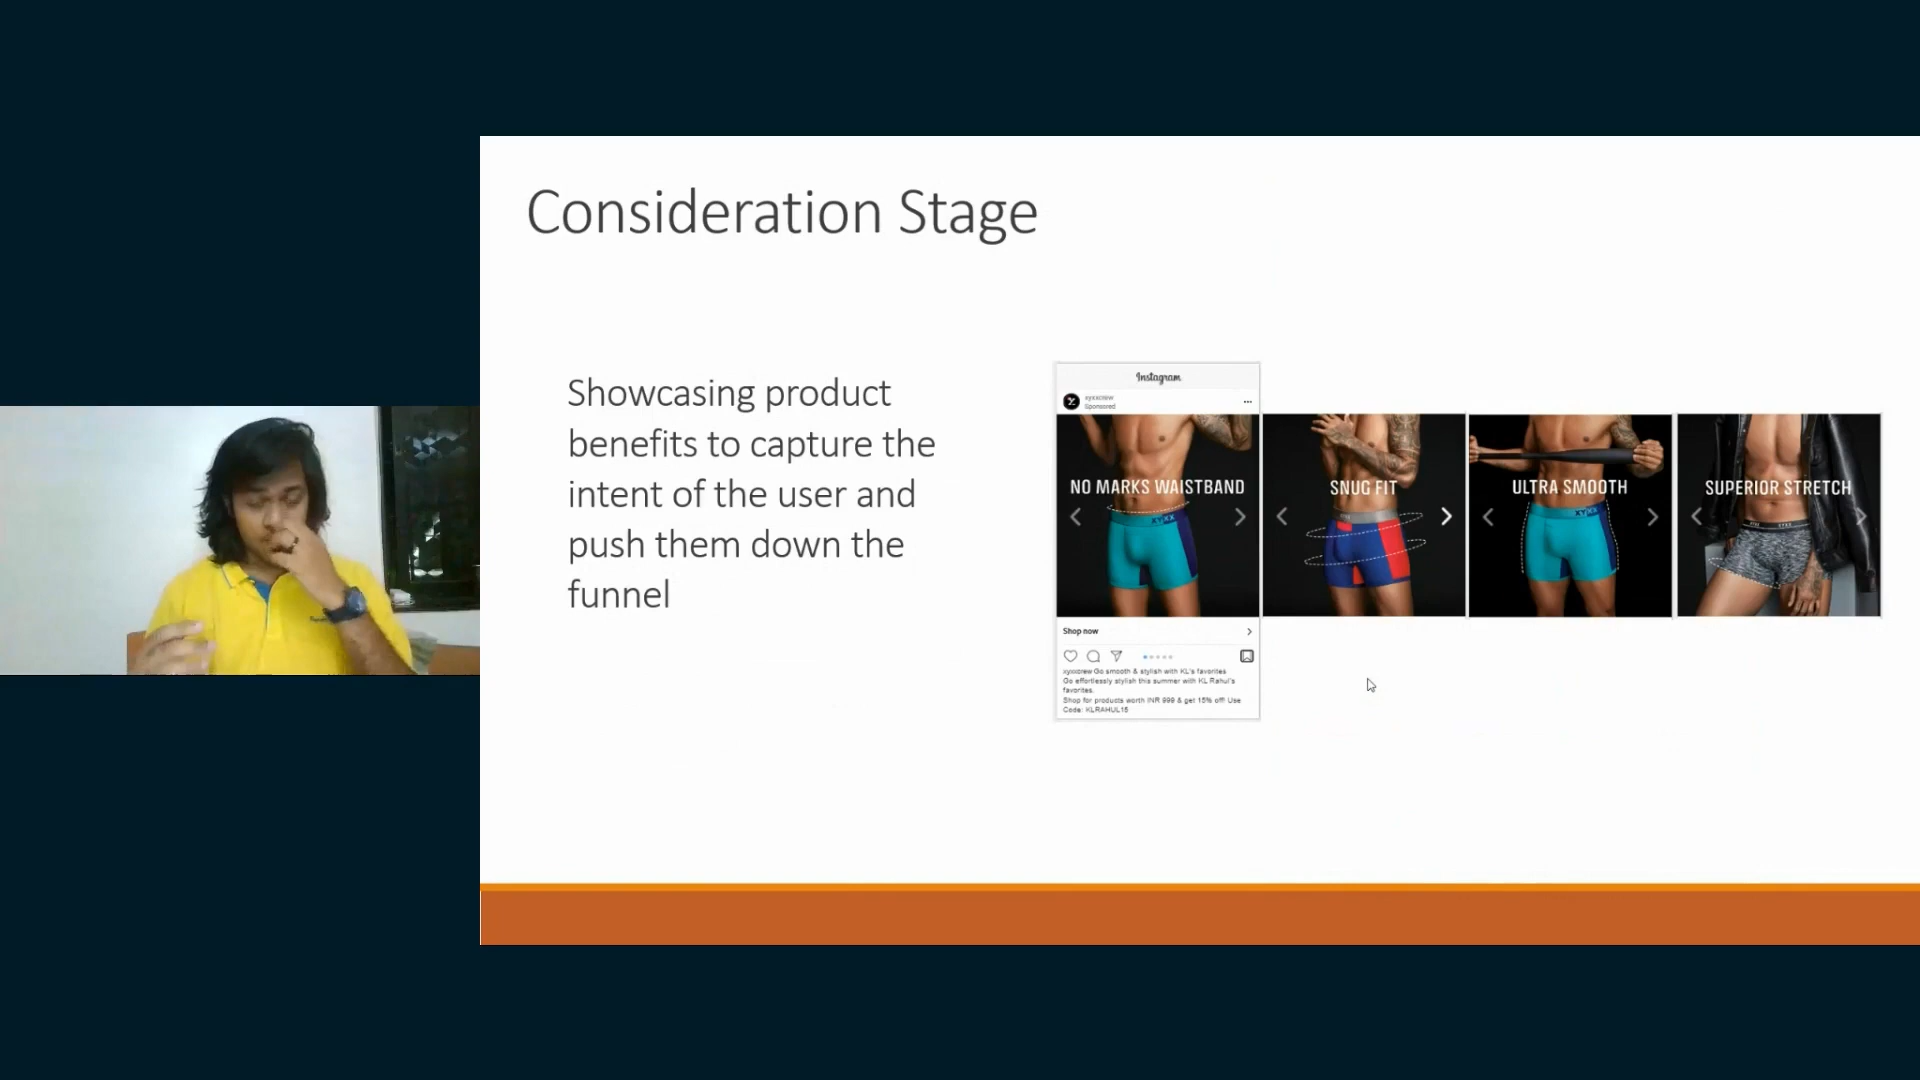 Consideration Stage
Showcasing product
benefits to capture the
intent of the user and
push them down the
funnel
Instagram
xyxxcrew
Sponsored
NO MARKS WAISTBAND
XYXX
SNUG FIT
ULTRA SMOOTH
XYXX
SUPERIOR STRETCH
XYXX
Shop now
xyxxcrew Go smooth & stylish with KL's favorites
Go effortlessly stylish this summer with KL Rahul's
favorites.
Shop for products worth INR 999 & get 15% off! Use
Code: KLRAHUL15